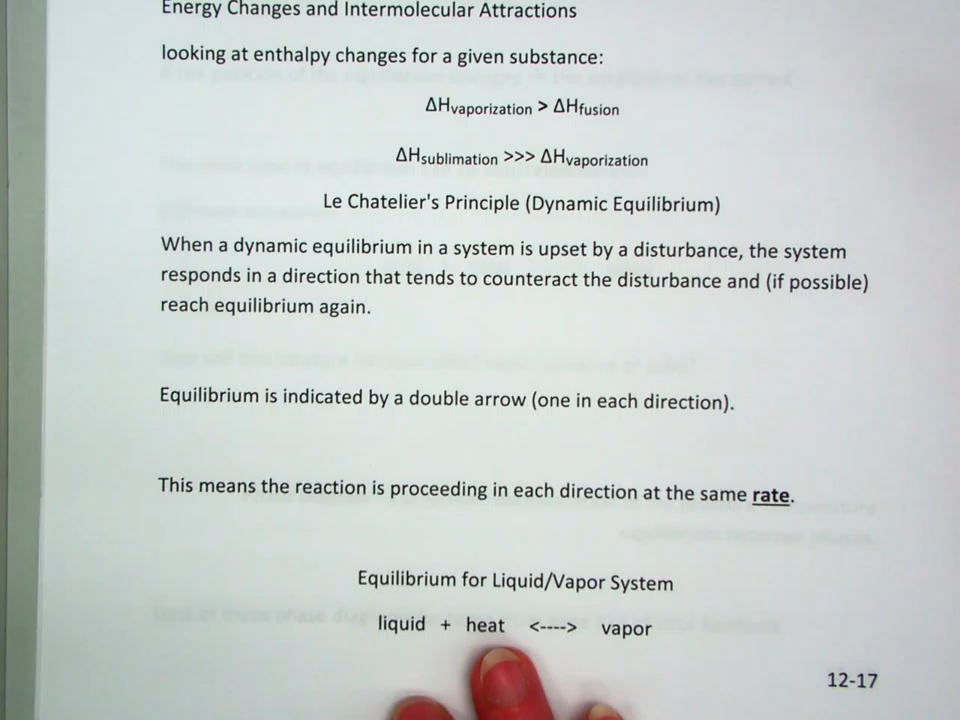 Energy Changes and Intermolecular Attractions
looking at enthalpy changes for a given substance:
ΔHvaporization > ΔHfusion
ΔHsublimation >>> ΔHvaporization
Le Chatelier's Principle (Dynamic Equilibrium)
When a dynamic equilibrium in a system is upset by a disturbance, the system
responds in a direction that tends to counteract the disturbance and (if possible)
reach equilibrium again.
Equilibrium is indicated by a double arrow (one in each direction).
This means the reaction is proceeding in each direction at the same rate.
Equilibrium for Liquid/Vapor System
liquid + heat <----> vapor
12-17